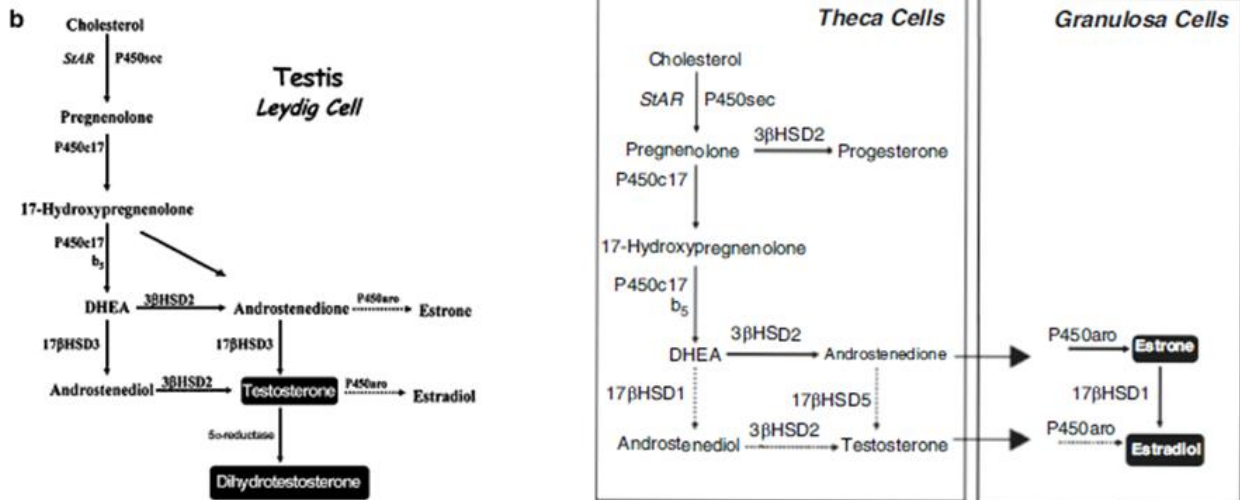 b
Cholesterol
StAR P450scc
Testis
Leydig Cell
Pregnenolone
P450c17
17-Hydroxypregnenolone
P450c17
b5
DHEA 3βHSD2 Androstenedione P450aro Estrone
17βHSD3 17βHSD3
Androstenediol 3βHSD2 Testosterone P450aro Estradiol
5α-reductase
Dihydrotestosterone
Theca Cells
Cholesterol
StAR P450sec
Pregnenolone 3βHSD2 Progesterone
P450c17
17-Hydroxypregnenolone
P450c17
b5
DHEA 3βHSD2 Androstenedione
17βHSD1 17βHSD5
Androstenediol 3βHSD2 Testosterone
Granulosa Cells
P450aro Estrone
17βHSD1
P450aro Estradiol